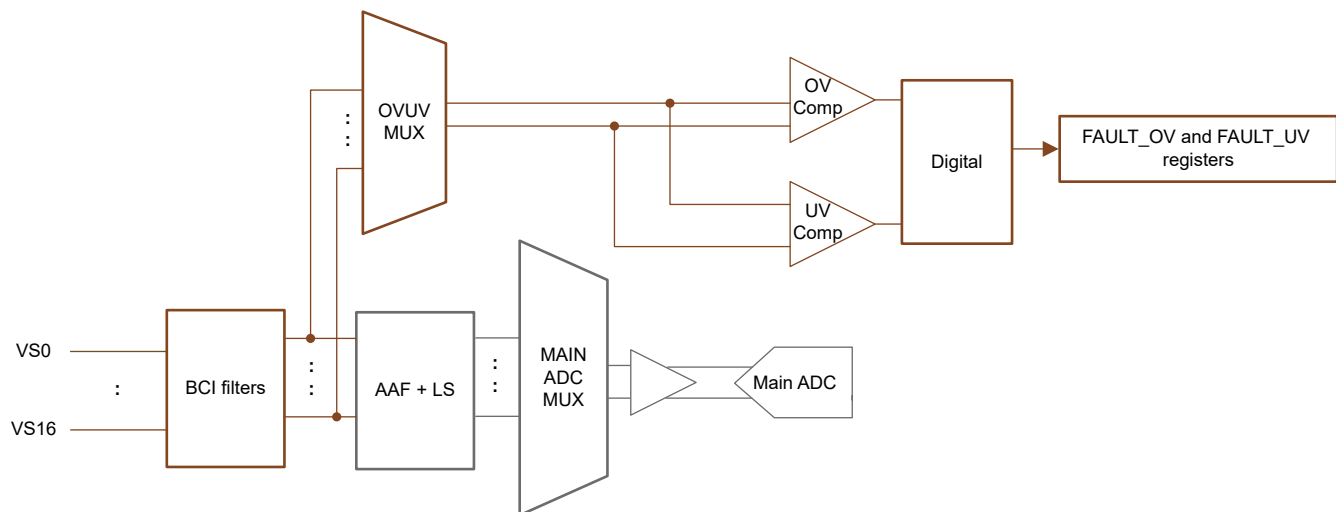 OVUV
MUX
OV
Comp
UV
Comp
Digital
FAULT_OV and FAULT_UV
registers
VS0
:
VS16
BCI filters
:
:
AAF + LS
:
:
MAIN
ADC
MUX
Main ADC